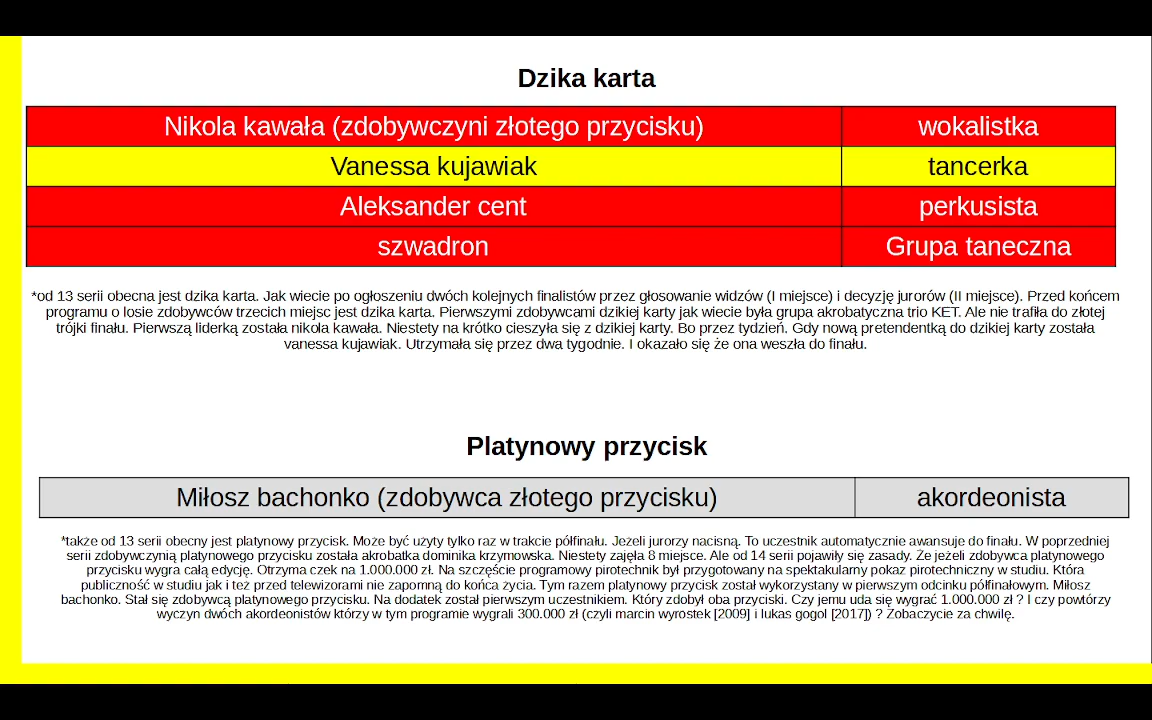 Dzika karta
Nikola kawała (zdobywczyni złotego przycisku) wokalistka
Vanessa kujawiak tancerka
Aleksander cent perkusista
szwadron Grupa taneczna
*od 13 serii obecna jest dzika karta. Jak wiecie po ogłoszeniu dwóch kolejnych finalistów przez głosowanie widzów (I miejsce) i decyzję jurorów (II miejsce). Przed końcem
programu o losie zdobywców trzecich miejsc jest dzika karta. Pierwszymi zdobywcami dzikiej karty jak wiecie była grupa akrobatyczna trio KET. Ale nie trafiła do złotej
trójki finału. Pierwszą liderką została nikola kawała. Niestety na krótko cieszyła się z dzikiej karty. Bo przez tydzień. Gdy nową pretendentką do dzikiej karty została
vanessa kujawiak. Utrzymała się przez dwa tygodnie. I okazało się że ona weszła do finału.
Platynowy przycisk
Miłosz bachonko (zdobywca złotego przycisku) akordeonista
*także od 13 serii obecny jest platynowy przycisk. Może być użyty tylko raz w trakcie półfinału. Jeżeli jurorzy nacisną. To uczestnik automatycznie awansuje do finału. W poprzedniej
serii zdobywczynią platynowego przycisku została akrobatka dominika krzymowska. Niestety zajęła 8 miejsce. Ale od 14 serii pojawiły się zasady. Że jeżeli zdobywca platynowego
przycisku wygra całą edycję. Otrzyma czek na 1.000.000 zł. Na szczęście programowy pirotechnik był przygotowany na spektakularny pokaz pirotechniczny w studiu. Która
publiczność w studiu jak i też przed telewizorami nie zapomną do końca życia. Tym razem platynowy przycisk został wykorzystany w pierwszym odcinku półfinałowym. Miłosz
bachonko. Stał się zdobywcą platynowego przycisku. Na dodatek został pierwszym uczestnikiem. Który zdobył oba przyciski. Czy jemu uda się wygrać 1.000.000 zł ? I czy powtórzy
wyczyn dwóch akordeonistów którzy w tym programie wygrali 300.000 zł (czyli marcin wyrostek [2009] i lukas gogol [2017]) ? Zobaczycie za chwilę.